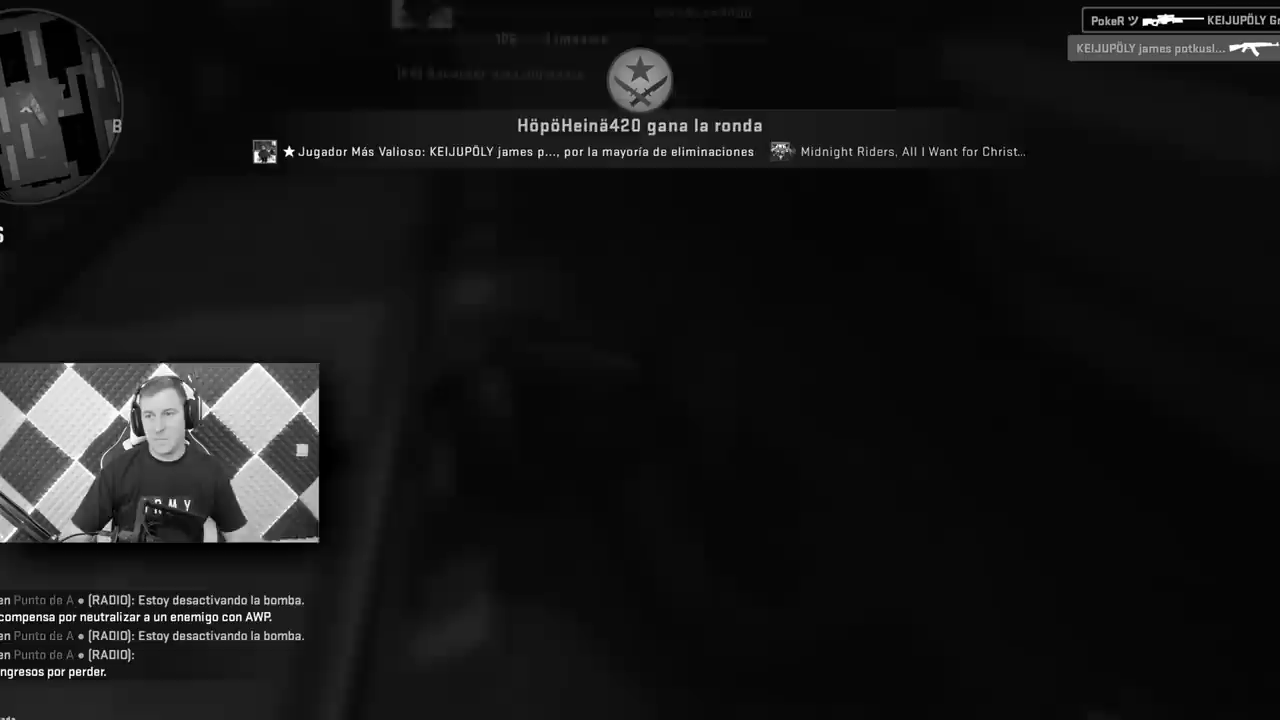 PokeR ツ KEIJUPÖLY Gr
KEIJUPÖLY james potkusl...
B
HöpöHeinä420 gana la ronda
★ Jugador Más Valioso: KEIJUPÖLY james p..., por la mayoría de eliminaciones
Midnight Riders, All I Want for Christ...
en Punto de A ● (RADIO): Estoy desactivando la bomba.
compensa por neutralizar a un enemigo con AWP.
en Punto de A ● (RADIO): Estoy desactivando la bomba.
en Punto de A ● (RADIO):
ngresos por perder.